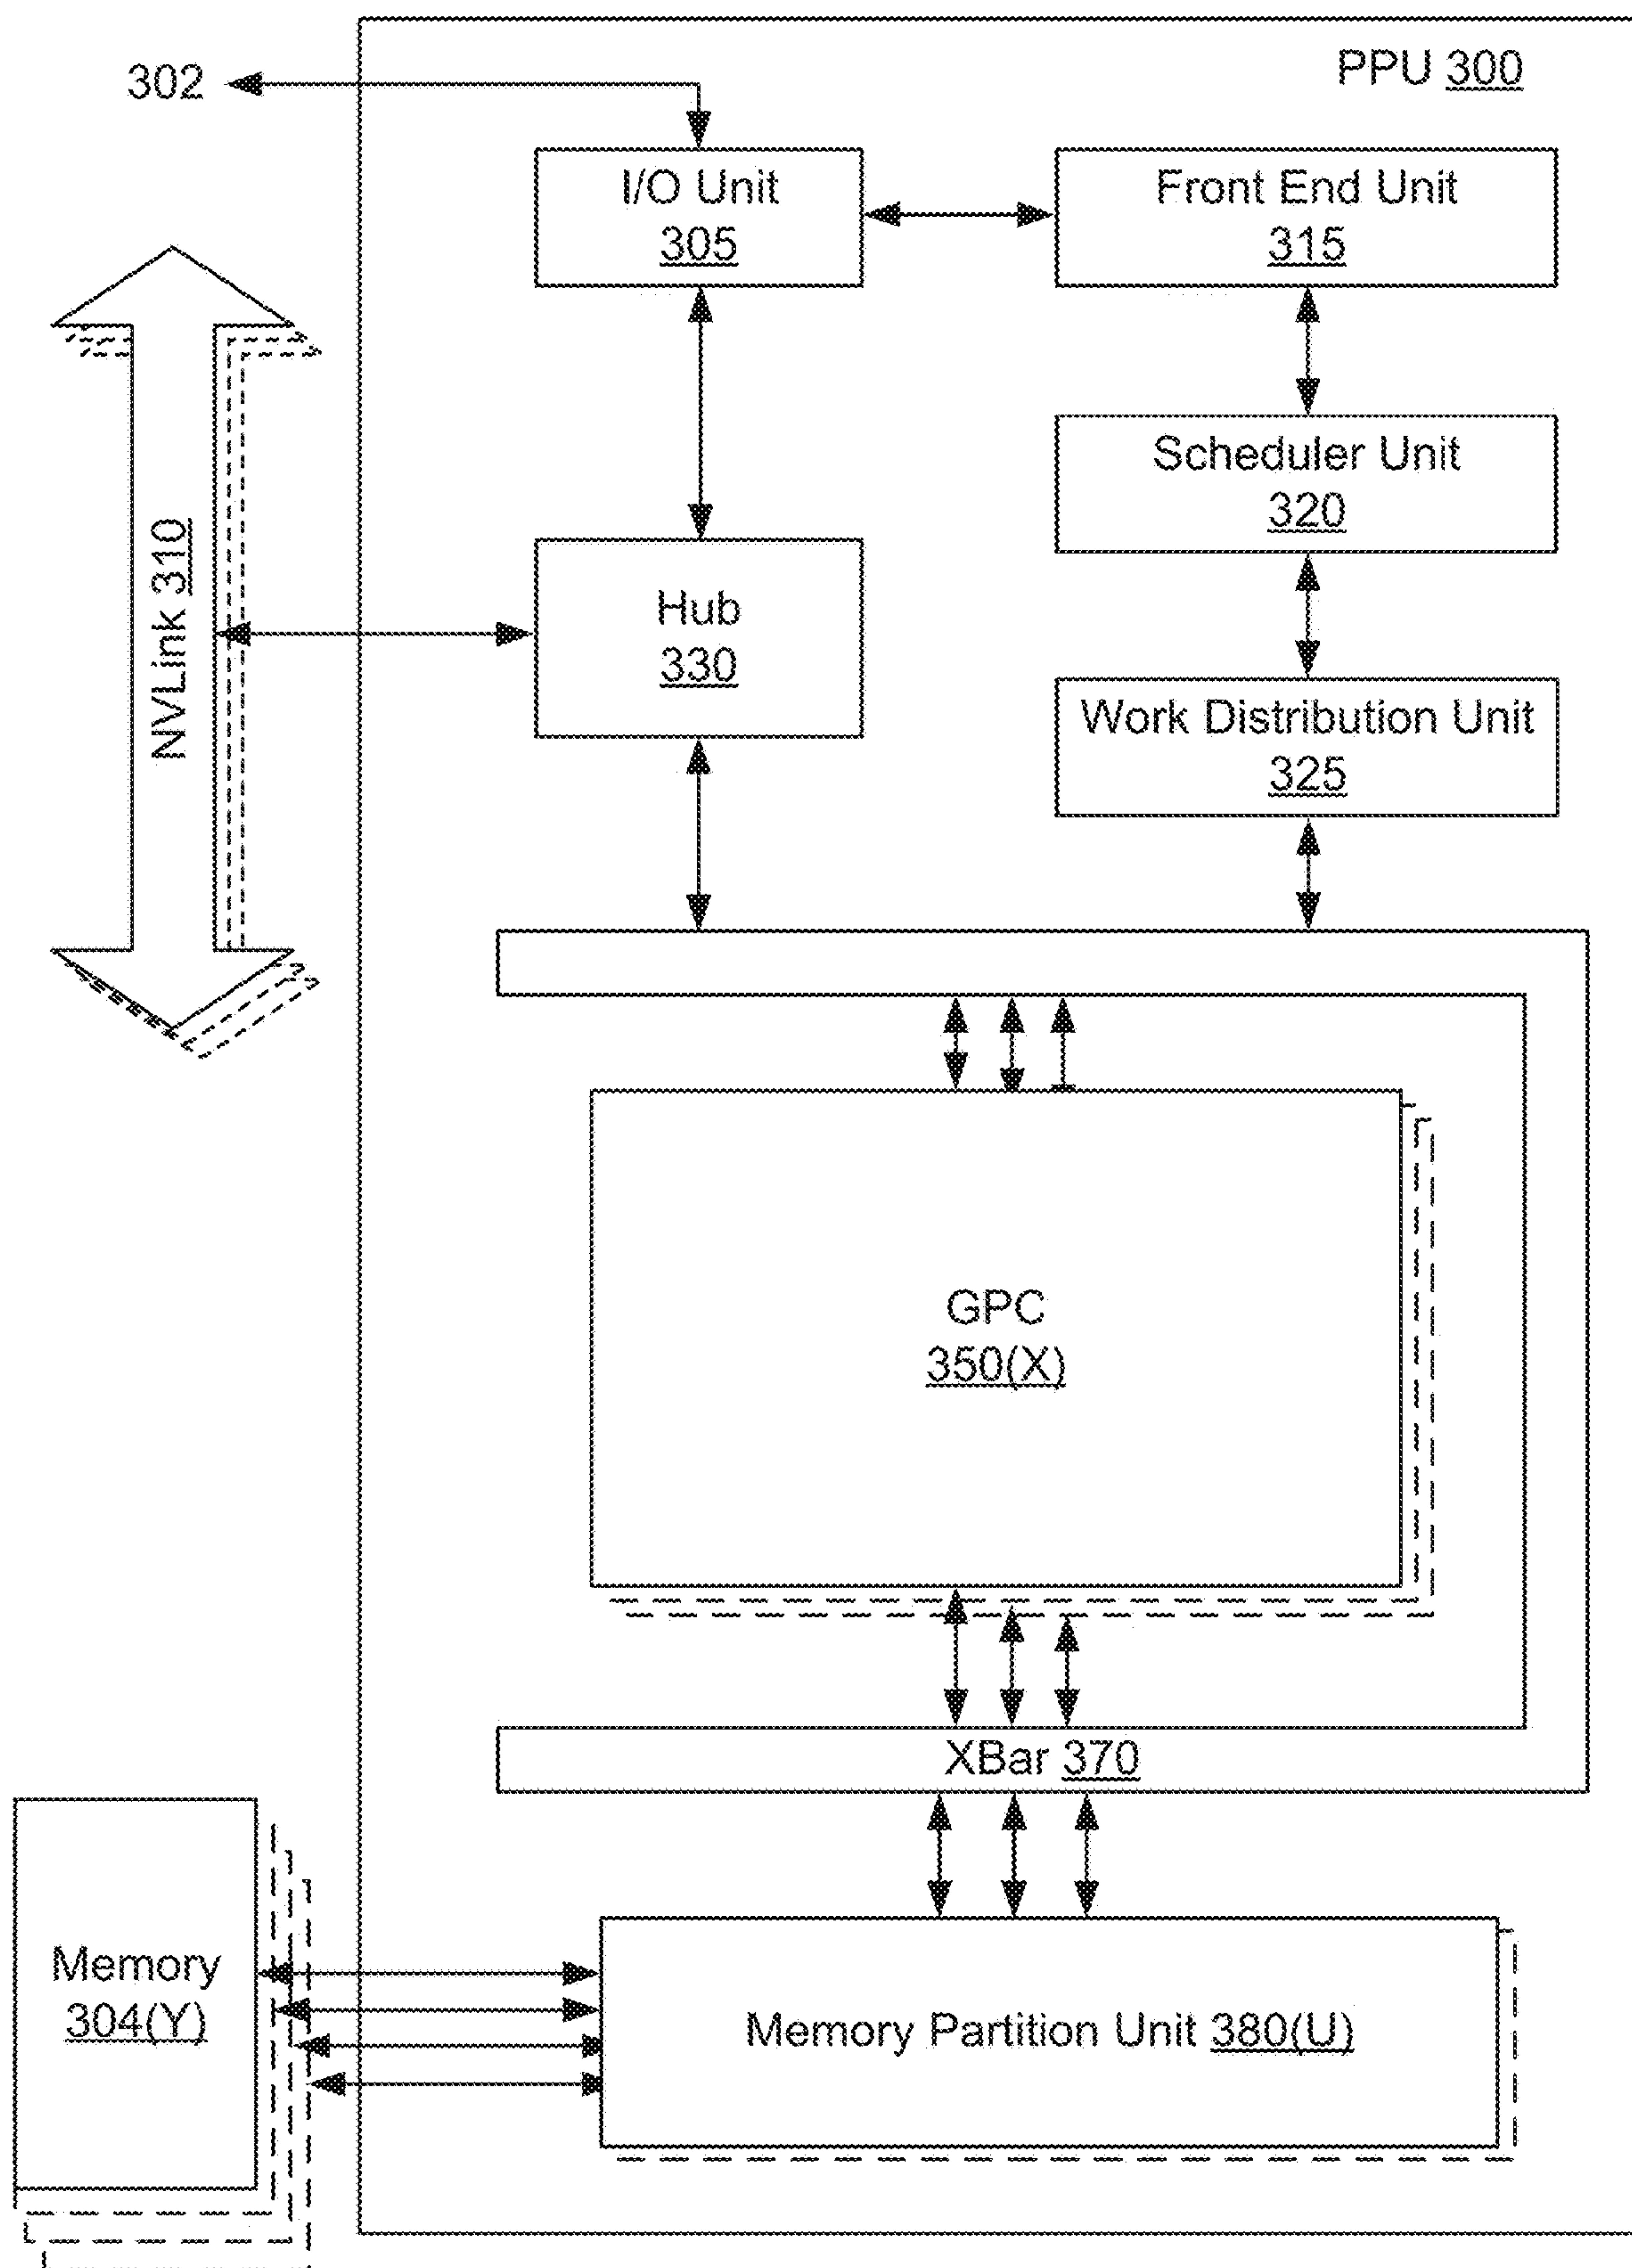 PPU 300
302
I/O Unit
305
Front End Unit
315
Scheduler Unit
320
NVLink 310
Hub
330
Work Distribution Unit
325
GPC
350(X)
XBar 370
Memory
304(Y)
Memory Partition Unit 380(U)